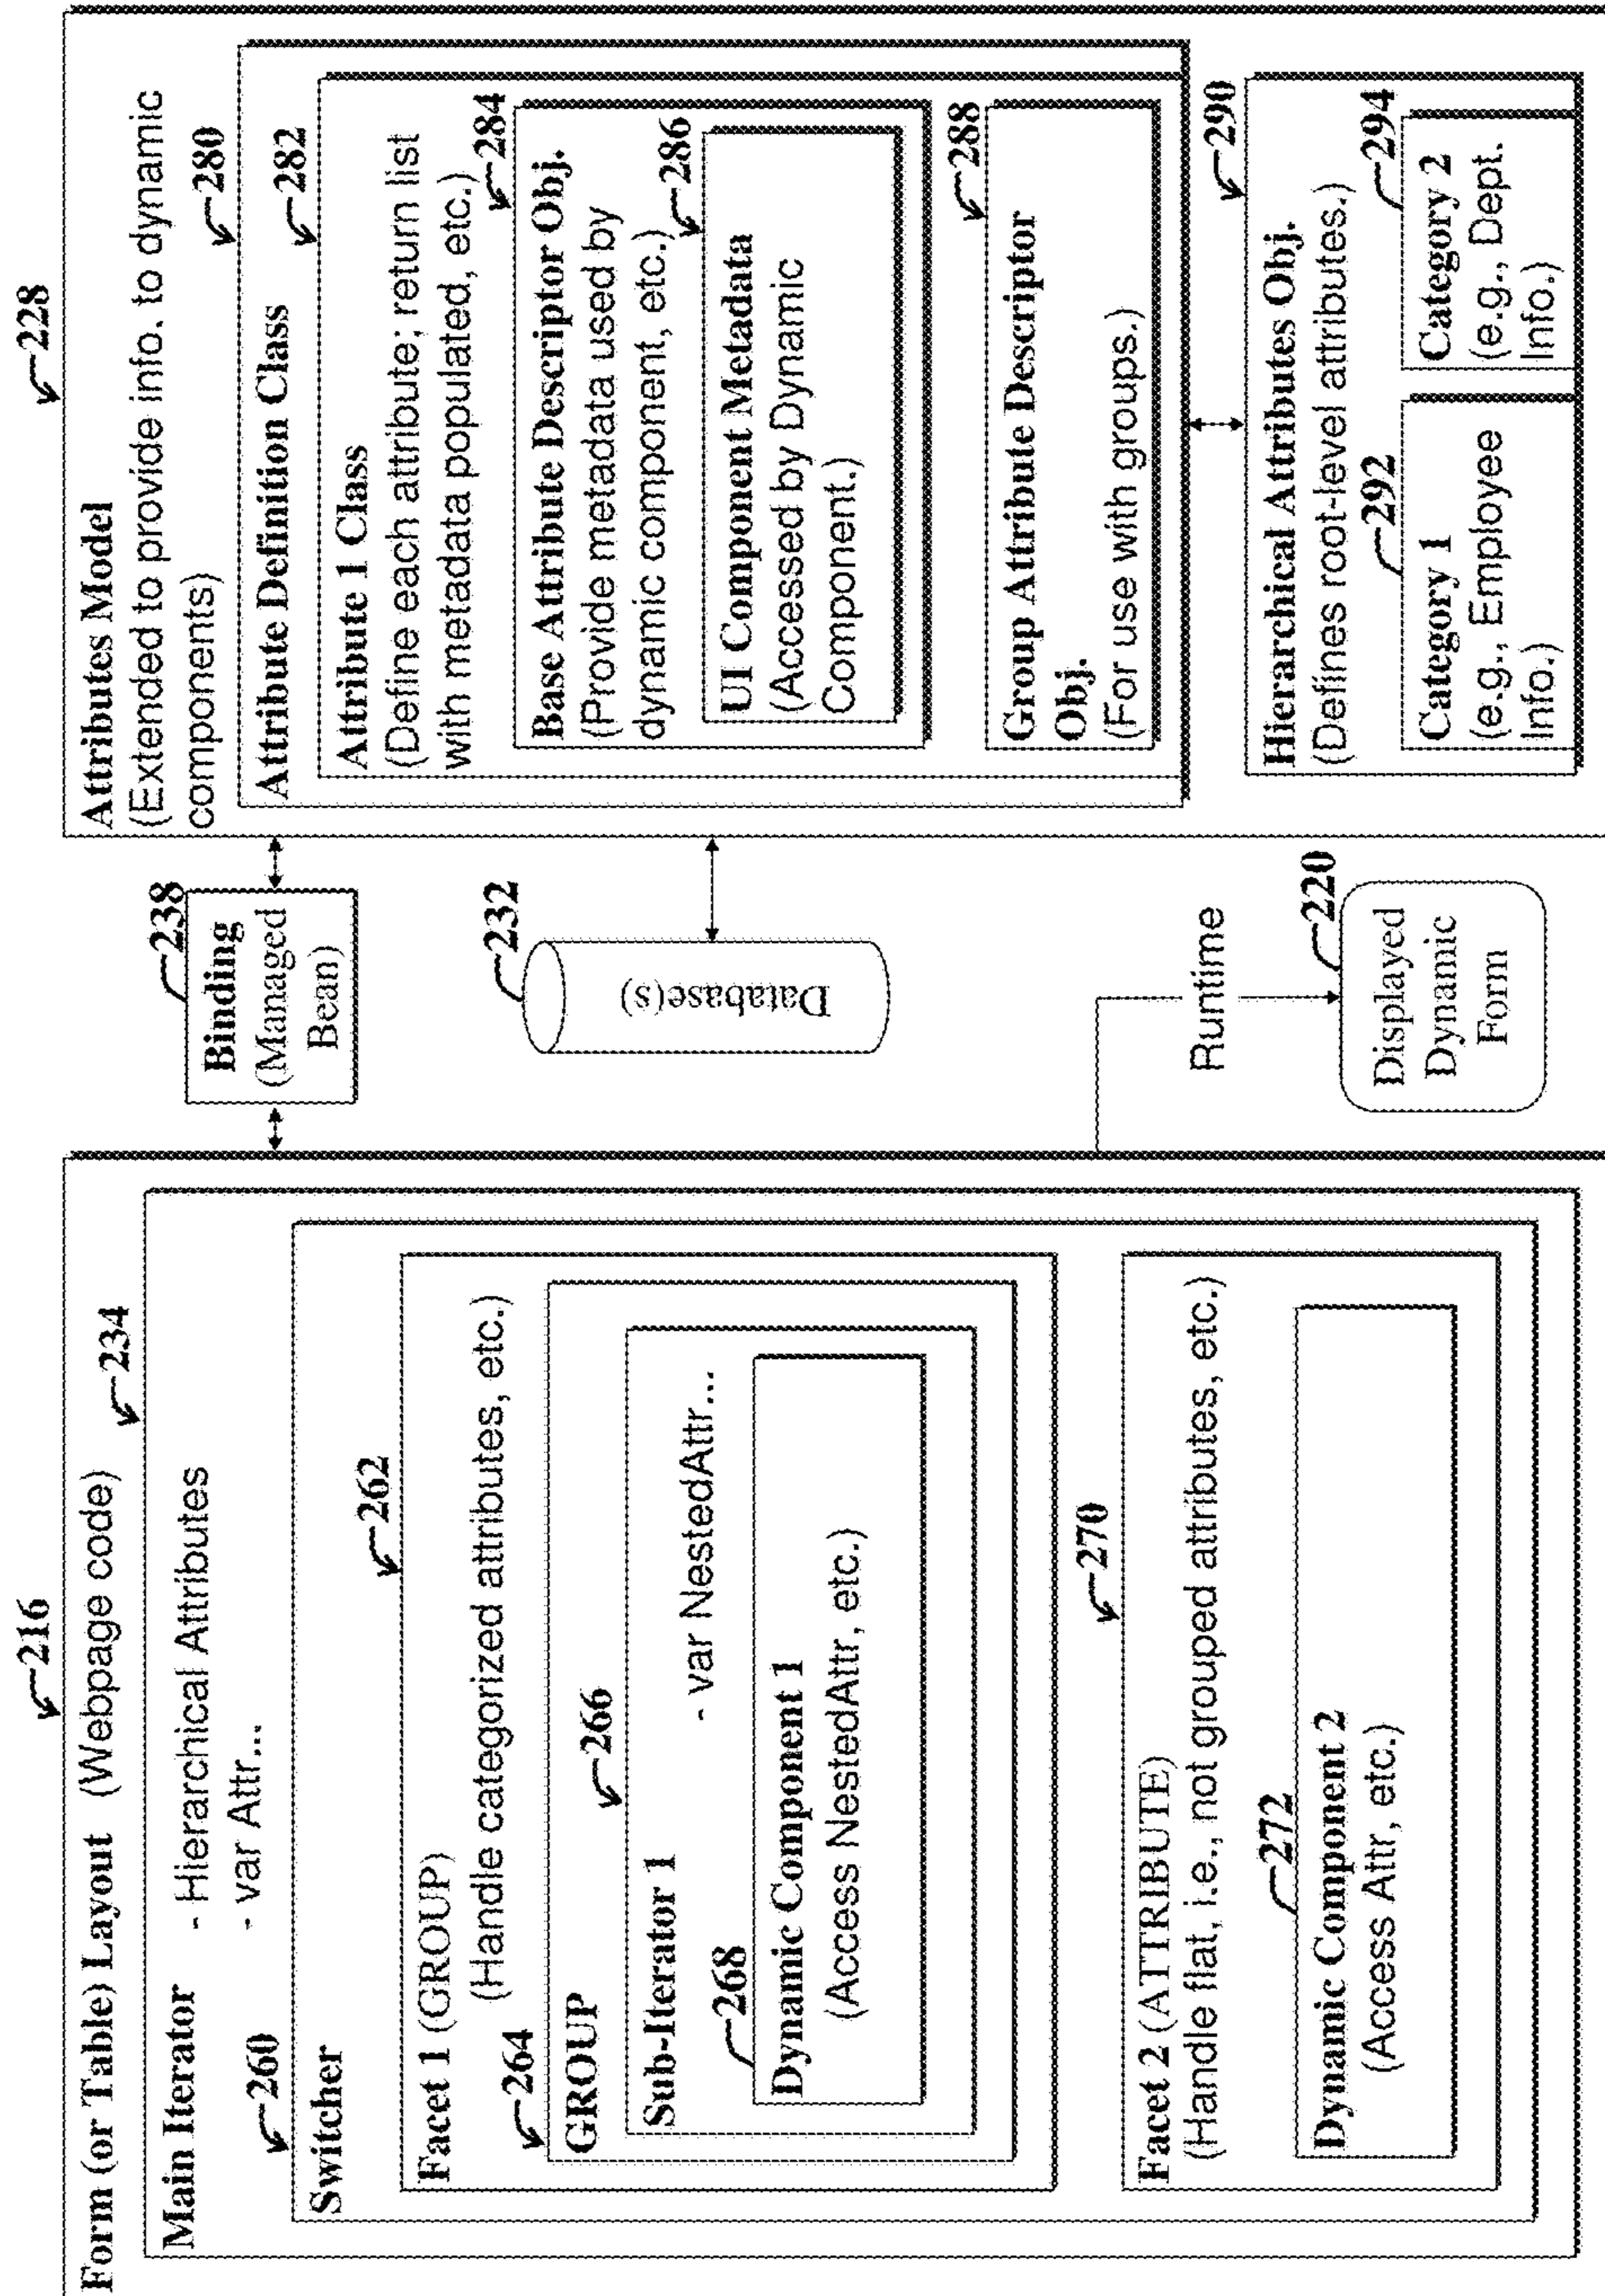 216
Form (or Table) Layout (Webpage code)
234
Main Iterator - Hierarchical Attributes
- var Attr...
260
Switcher
262
Facet 1 (GROUP)
(Handle categorized attributes, etc.)
264
GROUP
266
Sub-Iterator 1
- var NestedAttr...
268
Dynamic Component 1
(Access NestedAttr, etc.)
270
Facet 2 (ATTRIBUTE)
(Handle flat, i.e., not grouped attributes, etc.)
272
Dynamic Component 2
(Access Attr, etc.)
238
Binding
(Managed
Bean)
232
Database(s)
Runtime
220
Displayed
Dynamic
Form
228
Attributes Model
(Extended to provide info. to dynamic
components)
280
Attribute Definition Class
282
Attribute 1 Class
(Define each attribute; return list
with metadata populated, etc.)
284
Base Attribute Descriptor Obj.
(Provide metadata used by
dynamic component, etc.)
286
UI Component Metadata
(Accessed by Dynamic
Component.)
288
Group Attribute Descriptor
Obj.
(For use with groups.)
290
Hierarchical Attributes Obj.
(Defines root-level attributes.)
292
Category 1
(e.g., Employee
Info.)
294
Category 2
(e.g., Dept.
Info.)